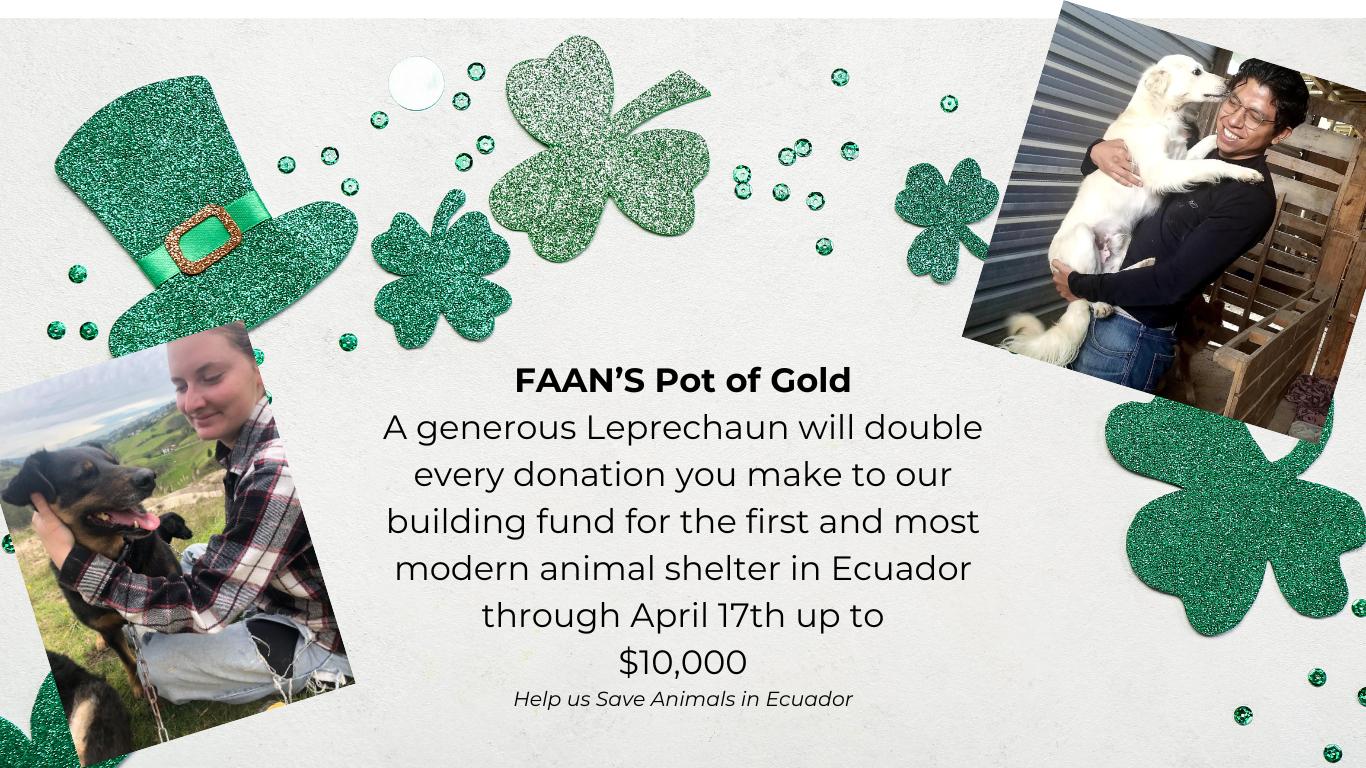 FAAN’S Pot of Gold
A generous Leprechaun will double
every donation you make to our
building fund for the first and most
modern animal shelter in Ecuador
through April 17th up to
$10,000
Help us Save Animals in Ecuador